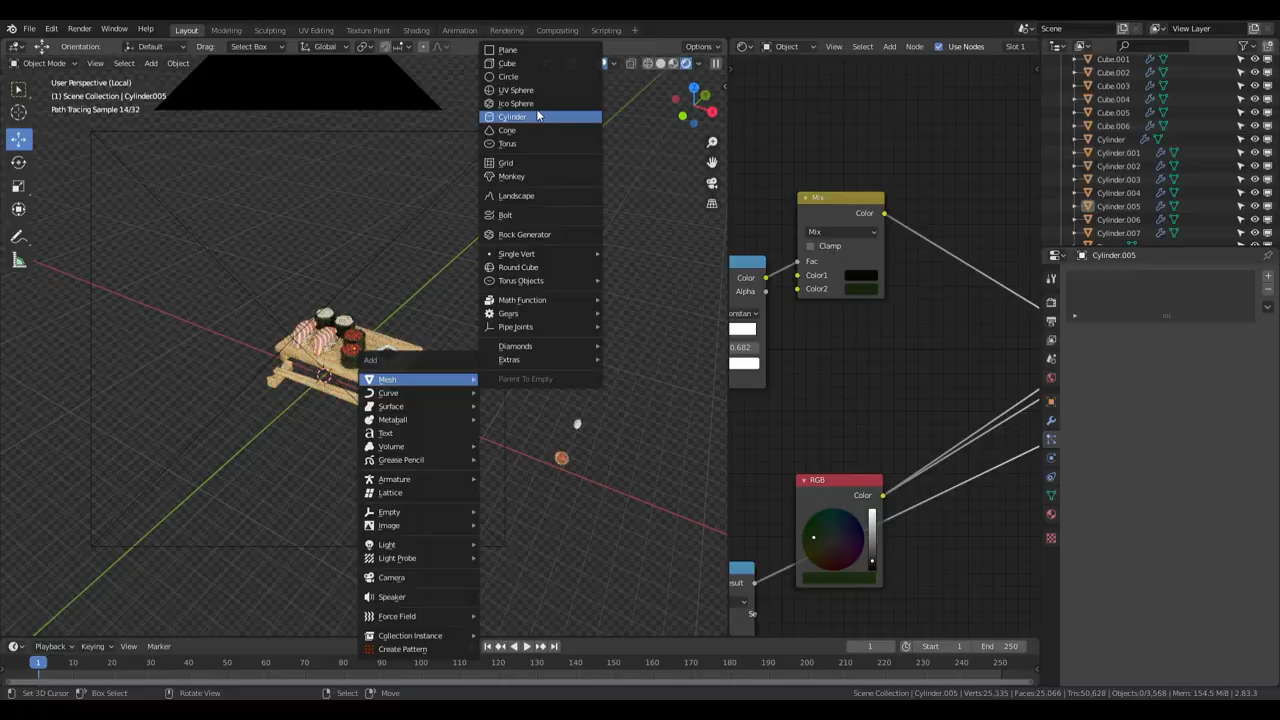 File Edit Render Window Help Layout Modeling Sculpting UV Editing Texture Paint Shading Animation Rendering Compositing Scripting + Scene View Layer
Orientation: Default Drag: Select Box Global Options
Object Mode View Select Add Object
User Perspective (Local)
(1) Scene Collection | Cylinder.005
Path Tracing Sample 14/32
Plane
Cube
Circle
UV Sphere
Ico Sphere
Cylinder
Cone
Torus
Grid
Monkey
Landscape
Bolt
Rock Generator
Single Vert
Round Cube
Torus Objects
Math Function
Gears
Pipe Joints
Diamonds
Extras
Parent To Empty
Add
Mesh
Curve
Surface
Metaball
Text
Volume
Grease Pencil
Armature
Lattice
Empty
Image
Light
Light Probe
Camera
Speaker
Force Field
Collection Instance
Create Pattern
Object View Select Add Node Use Nodes Slot 1
Mix
Color
Mix
Clamp
Fac
Color1
Color2
Color
Alpha
onstan
0.682
RGB
Color
esult
Se
Cube.001
Cube.002
Cube.003
Cube.004
Cube.005
Cube.006
Cylinder
Cylinder.001
Cylinder.002
Cylinder.003
Cylinder.004
Cylinder.005
Cylinder.006
Cylinder.007
Cylinder.005
Playback Keying View Marker 1 Start 1 End 250
1 10 20 30 40 50 60 70 80 90 100 110 120 130 140 150 160 170 180 190 200 210 220 230 240 250
Set 3D Cursor Box Select Rotate View Select Move Scene Collection | Cylinder.005 | Verts:25,335 | Faces:25,066 | Tris:50,628 | Objects:0/3,568 | Mem: 154.5 MiB | 2.83.3